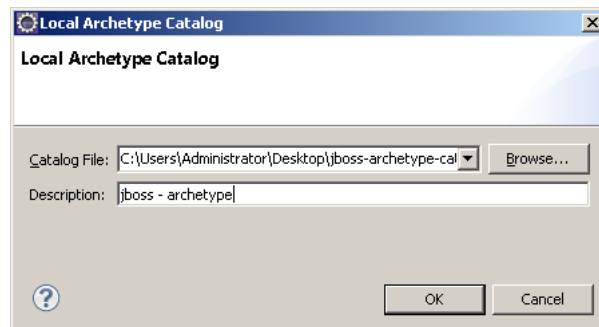 Local Archetype Catalog
Local Archetype Catalog
Catalog File: C:\Users\Administrator\Desktop\jboss-archetype-cal Browse...
Description: jboss - archetype
? OK Cancel